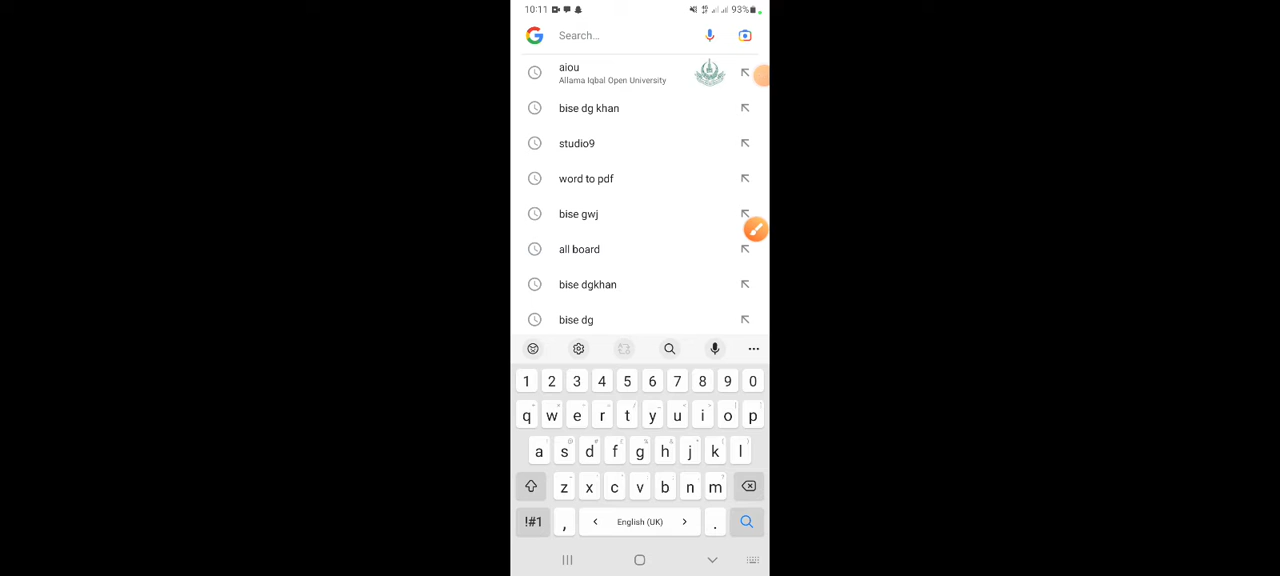 10:11 93%
Search...
aiou
Allama Iqbal Open University
bise dg khan
studio9
word to pdf
bise gwj
all board
bise dgkhan
bise dg
1 2 3 4 5 6 7 8 9 0
q w e r t y u i o p
a s d f g h j k l
z x c v b n m
!#1 , < English (UK) > .